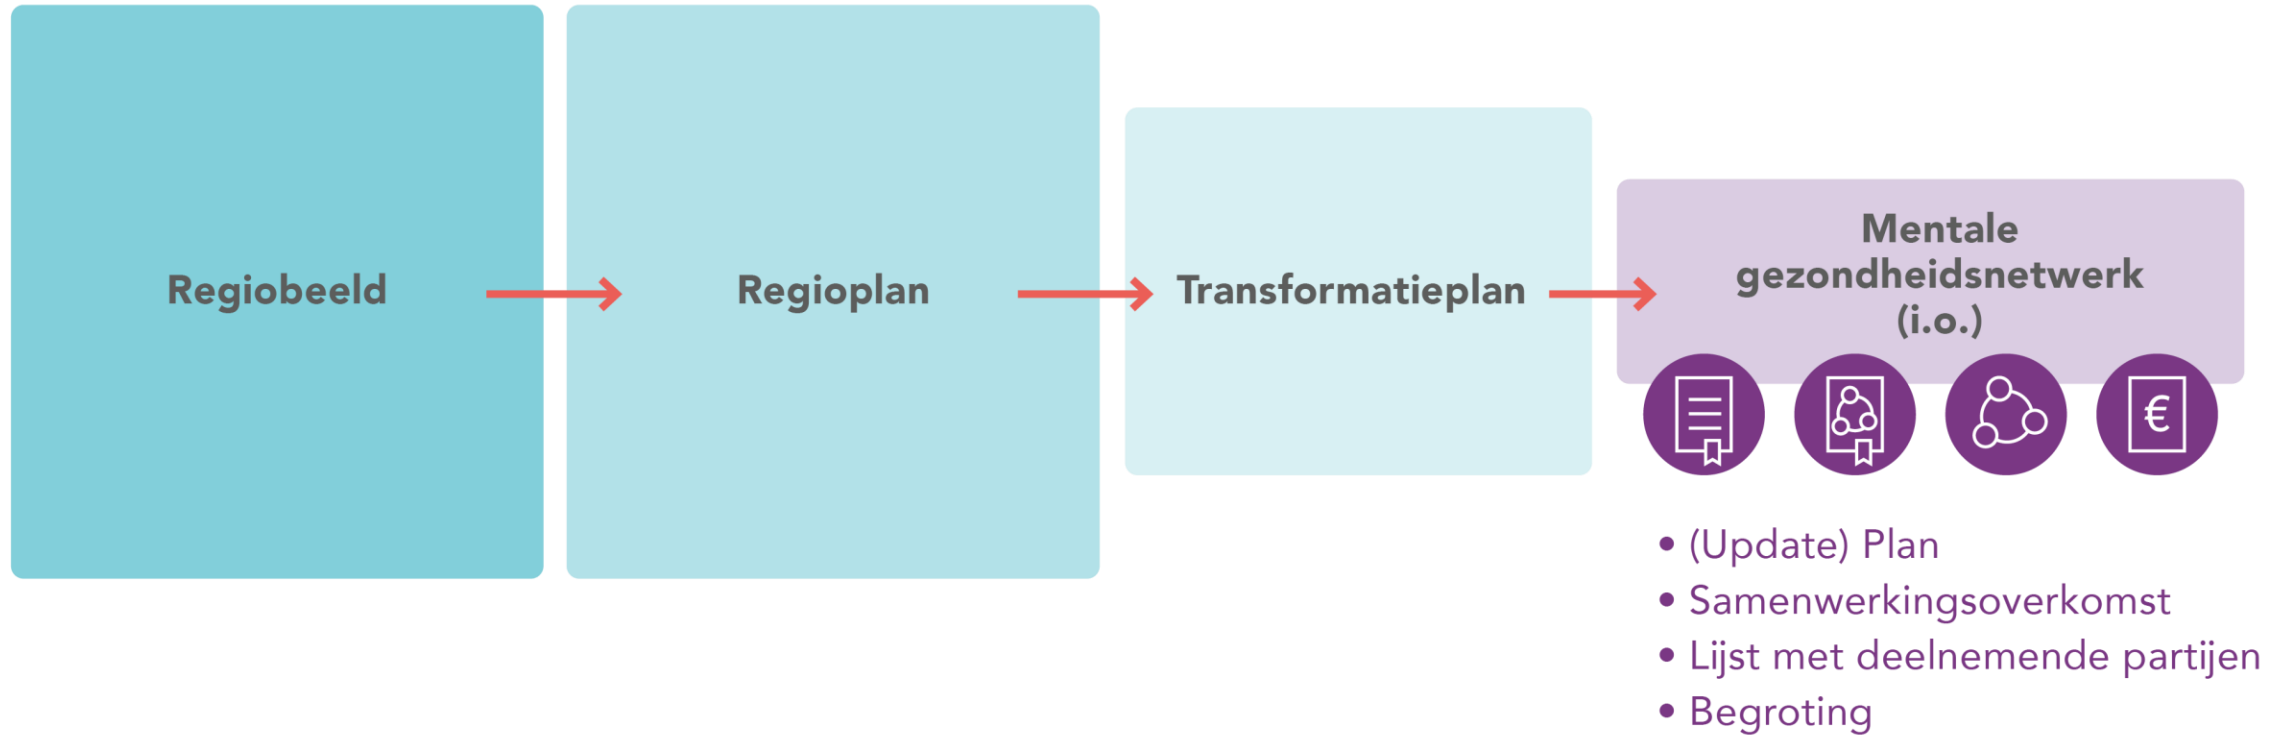 Regiobeeld
Regioplan
Transformatieplan
Mentale
gezondheidsnetwerk
(i.o.)
€
• (Update) Plan
• Samenwerkingsoverkomst
• Lijst met deelnemende partijen
• Begroting